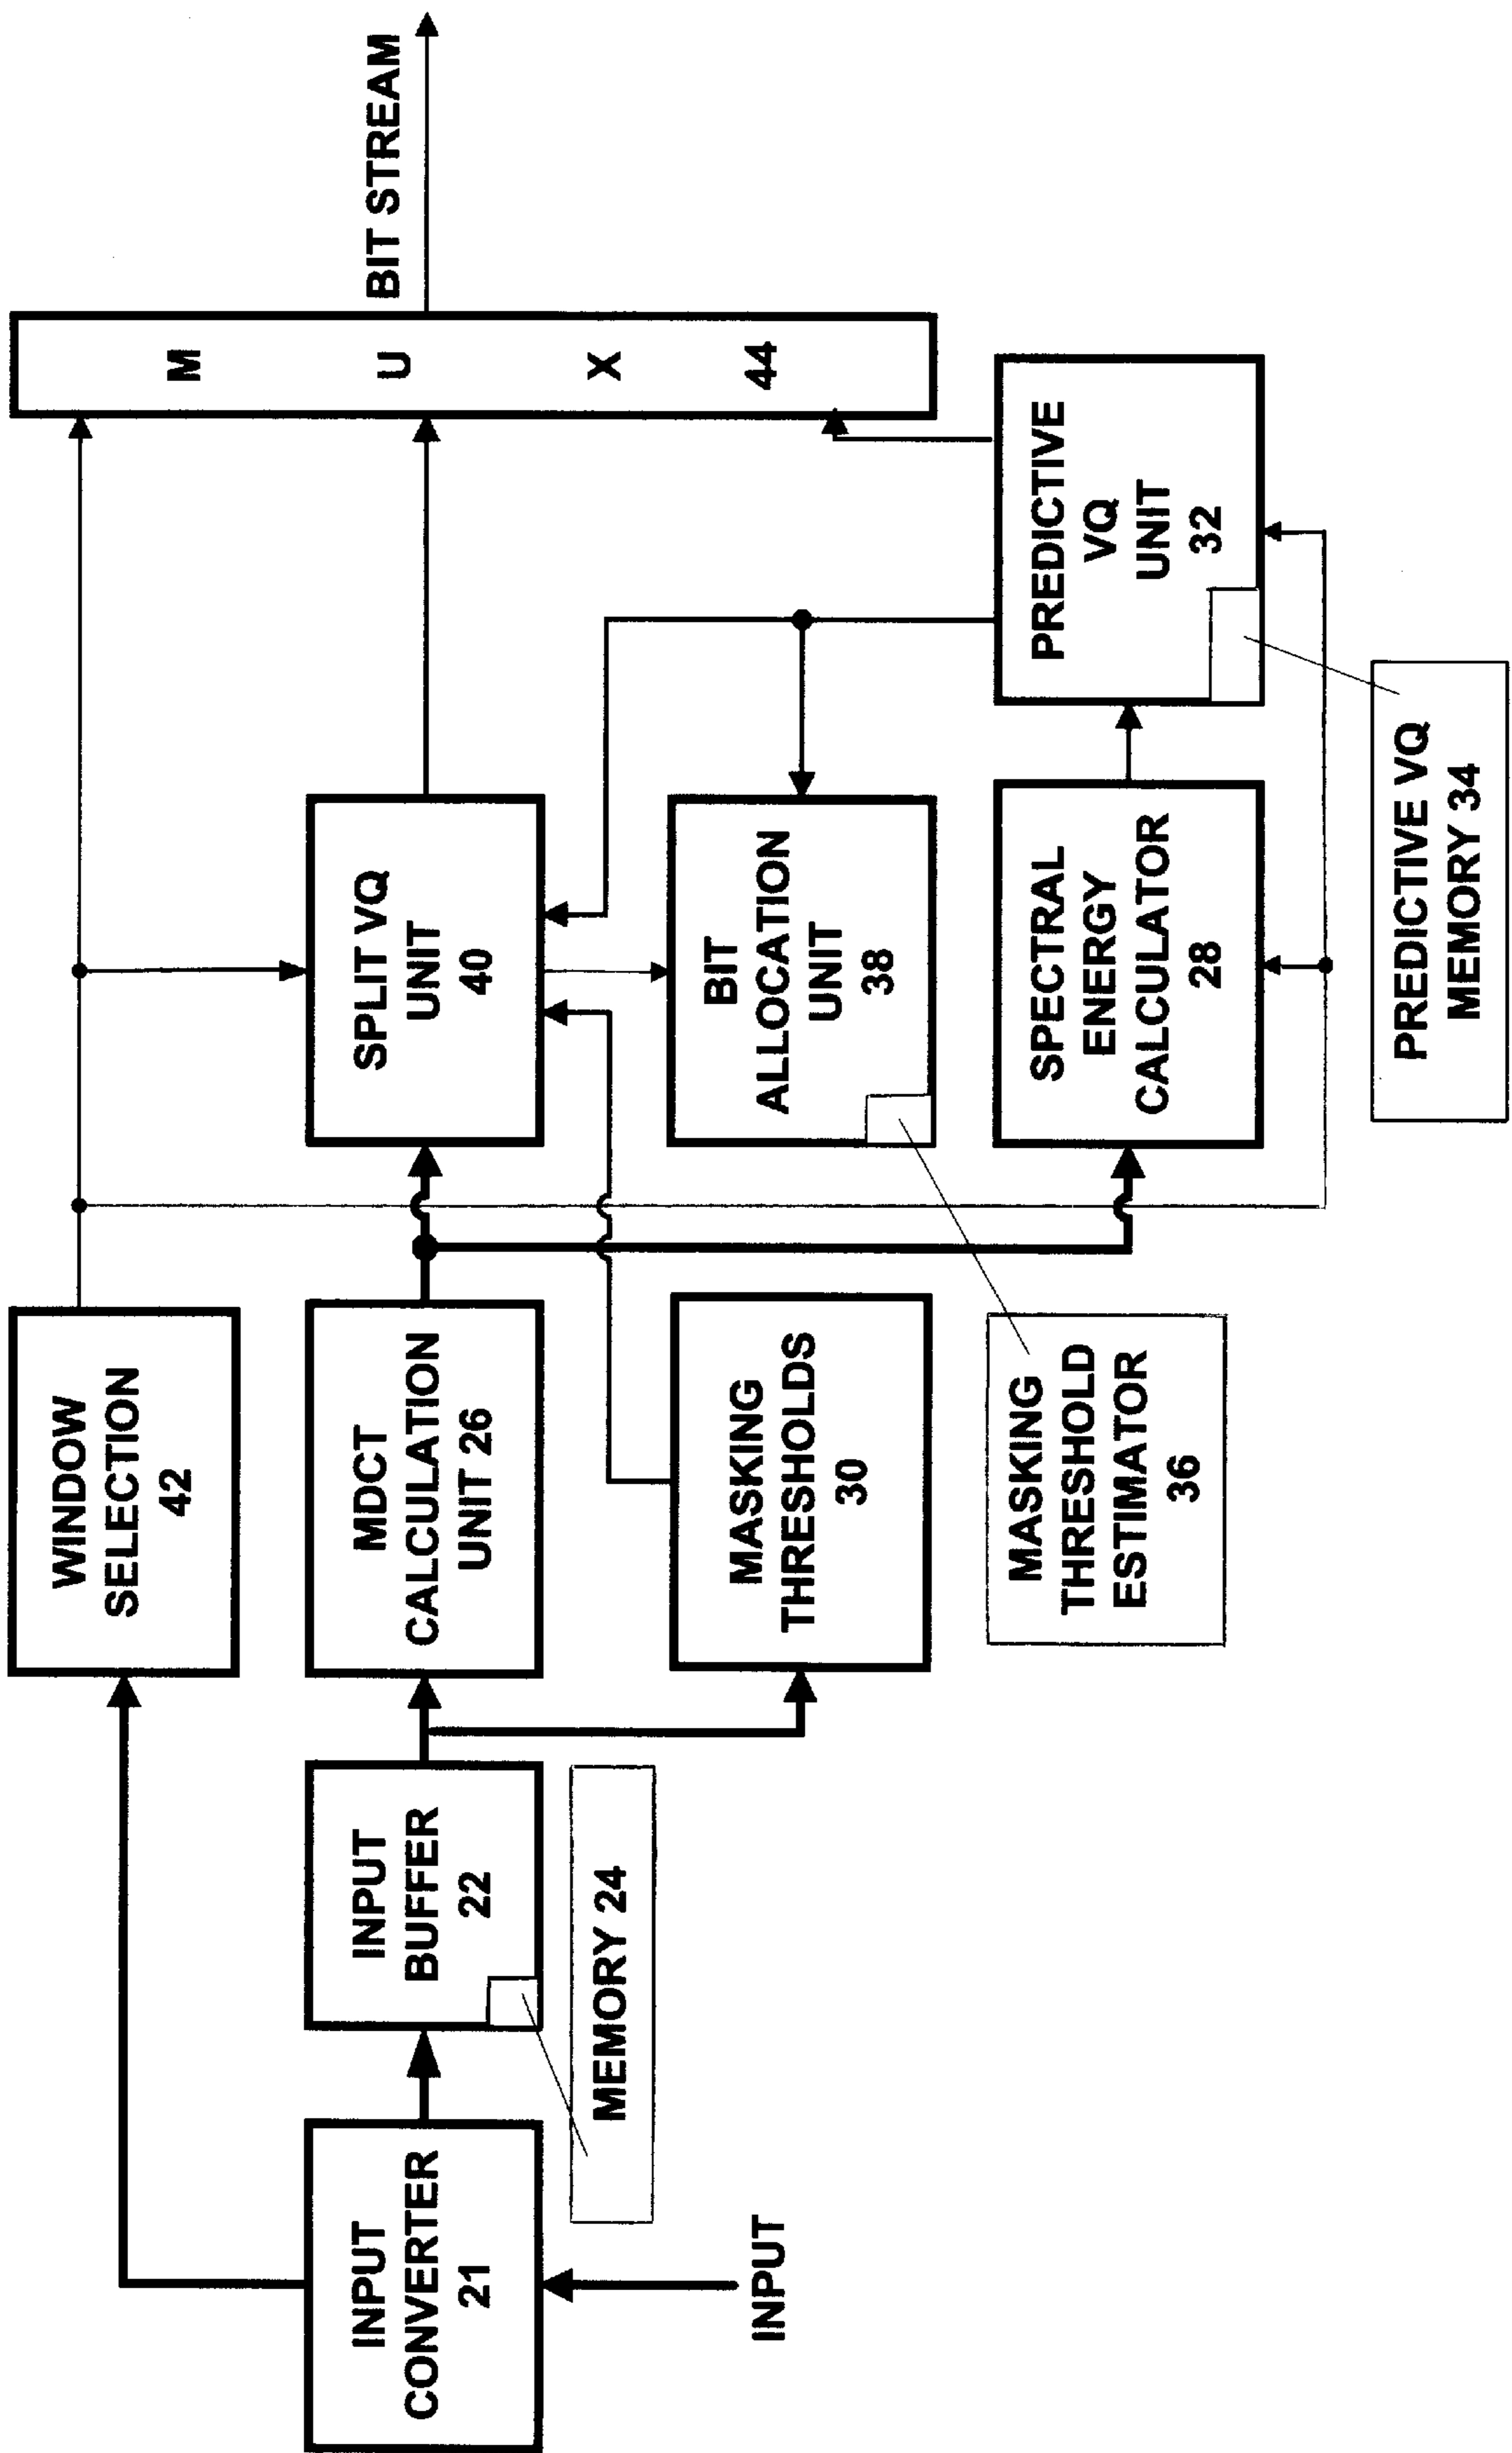 WINDOW
SELECTION
42
INPUT
CONVERTER
21
INPUT
BUFFER
22
MDCT
CALCULATION
UNIT 26
SPLIT VQ
UNIT
40
M
U
X
44
BIT STREAM
MEMORY 24
INPUT
MASKING
THRESHOLDS
30
BIT
ALLOCATION
UNIT
38
MASKING
THRESHOLD
ESTIMATOR
36
SPECTRAL
ENERGY
CALCULATOR
28
PREDICTIVE
VQ
UNIT
32
PREDICTIVE VQ
MEMORY 34